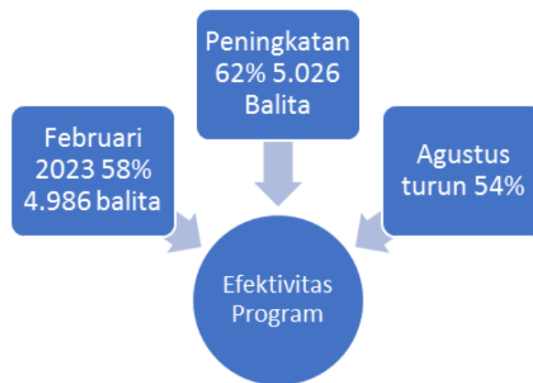 Peningkatan
62% 5.026
Balita
Februari
2023 58%
4.986 balita
Agustus
turun 54%
Efektivitas
Program